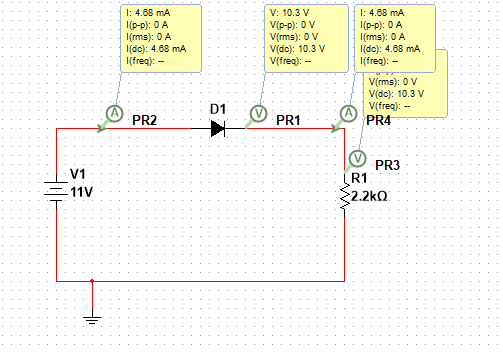 I: 4.68 mA
I(p-p): 0 A
I(rms): 0 A
I(dc): 4.68 mA
I(freq): --
V: 10.3 V
V(p-p): 0 V
V(rms): 0 V
V(dc): 10.3 V
V(freq): --
I: 4.68 mA
I(p-p): 0 A
I(rms): 0 A
I(dc): 4.68 mA
I(freq): --
V(rms): 0 V
V(dc): 10.3 V
V(freq): --
A
PR2
D1
V
PR1
A
PR4
V
PR3
V1
11V
R1
2.2kΩ